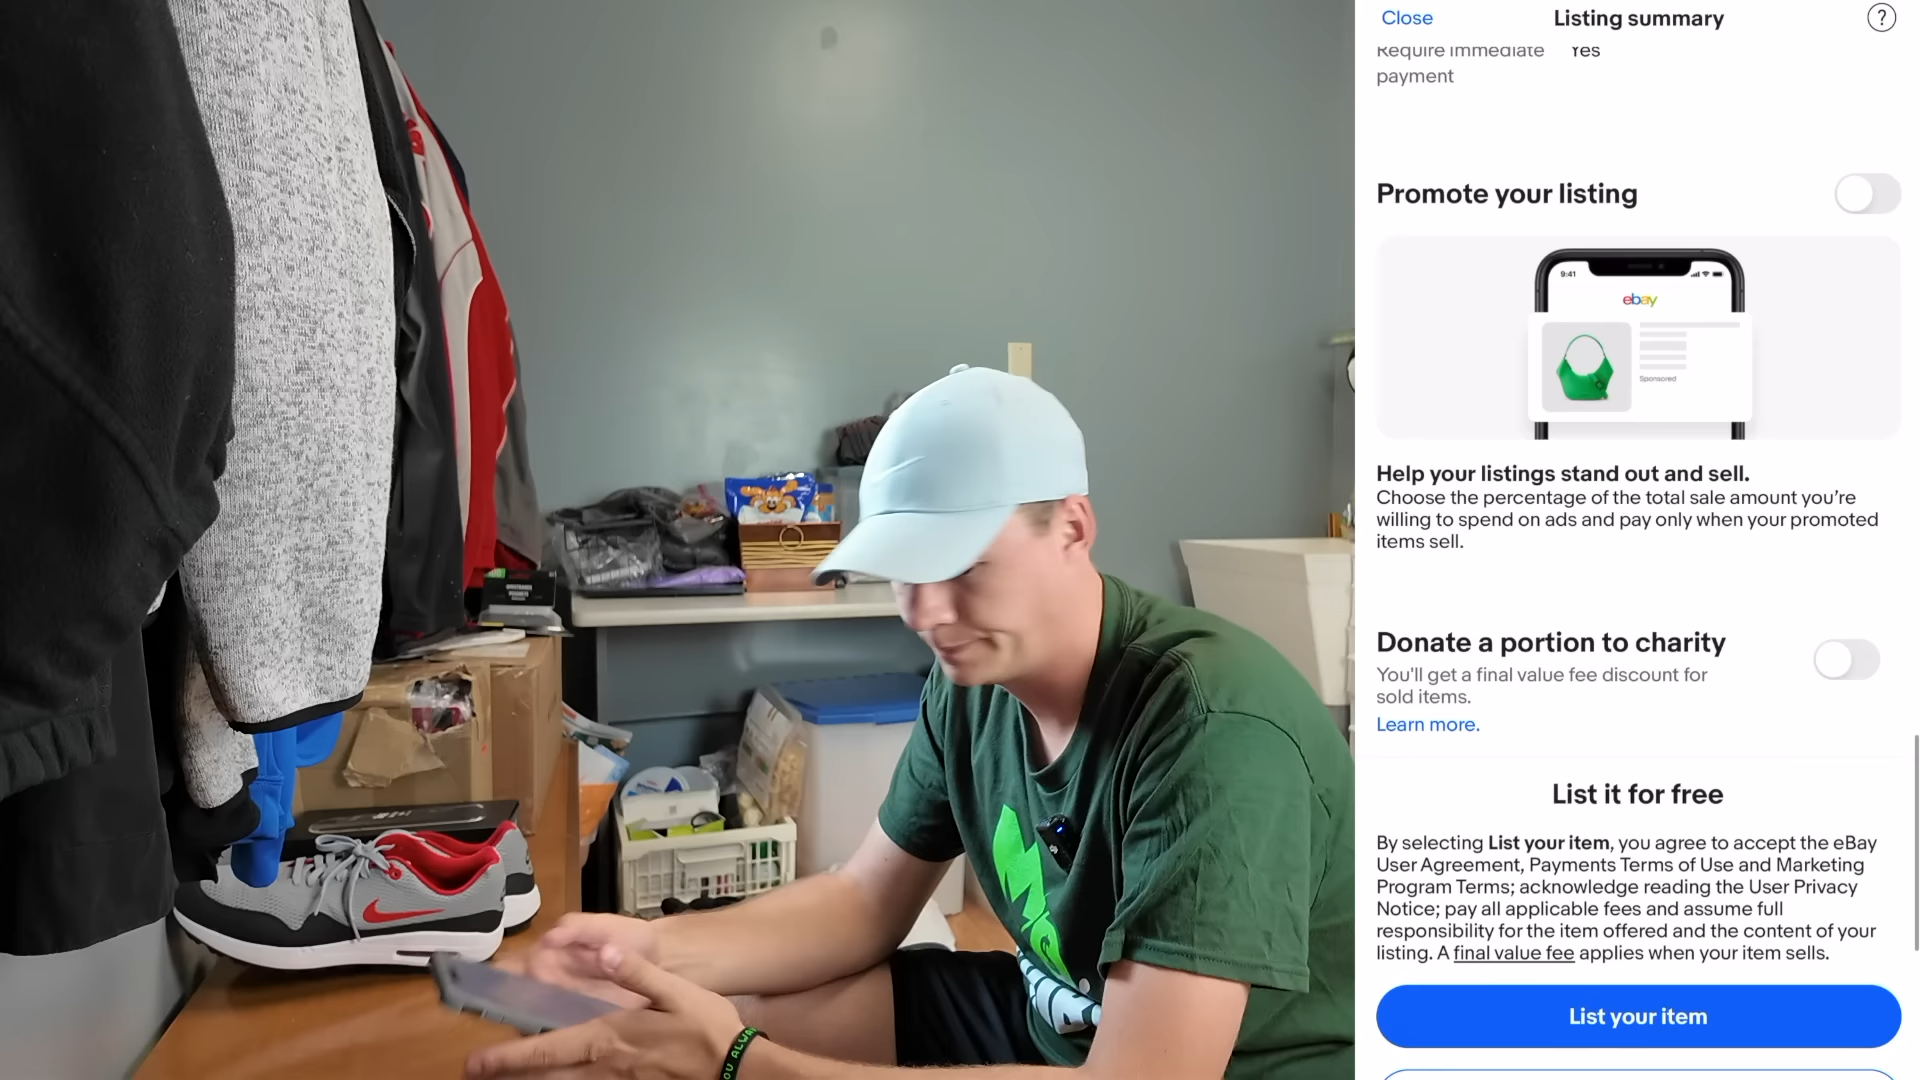 Close
Listing summary
?
Require immediate
Yes
payment
Promote your listing
9:41
ebay
Sponsored
Help your listings stand out and sell.
Choose the percentage of the total sale amount you’re
willing to spend on ads and pay only when your promoted
items sell.
Donate a portion to charity
You'll get a final value fee discount for
sold items.
Learn more.
List it for free
By selecting List your item, you agree to accept the eBay
User Agreement, Payments Terms of Use and Marketing
Program Terms; acknowledge reading the User Privacy
Notice; pay all applicable fees and assume full
responsibility for the item offered and the content of your
listing. A final value fee applies when your item sells.
List your item